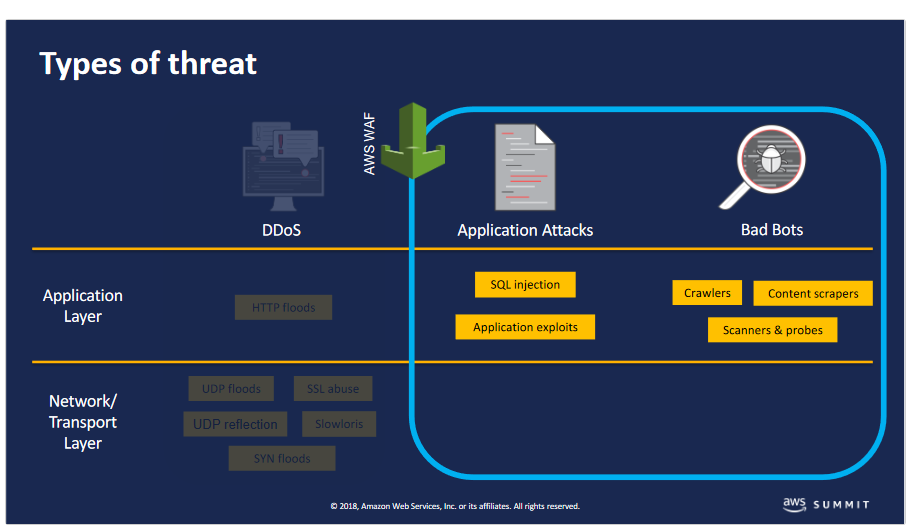 Types of threat
AWS WAF
DDoS
Application Attacks
Bad Bots
Application
Layer
HTTP floods
SQL injection
Application exploits
Crawlers
Content scrapers
Scanners & probes
Network/
Transport
Layer
UDP floods
SSL abuse
UDP reflection
Slowloris
SYN floods
© 2018, Amazon Web Services, Inc. or its affiliates. All rights reserved.
aws SUMMIT